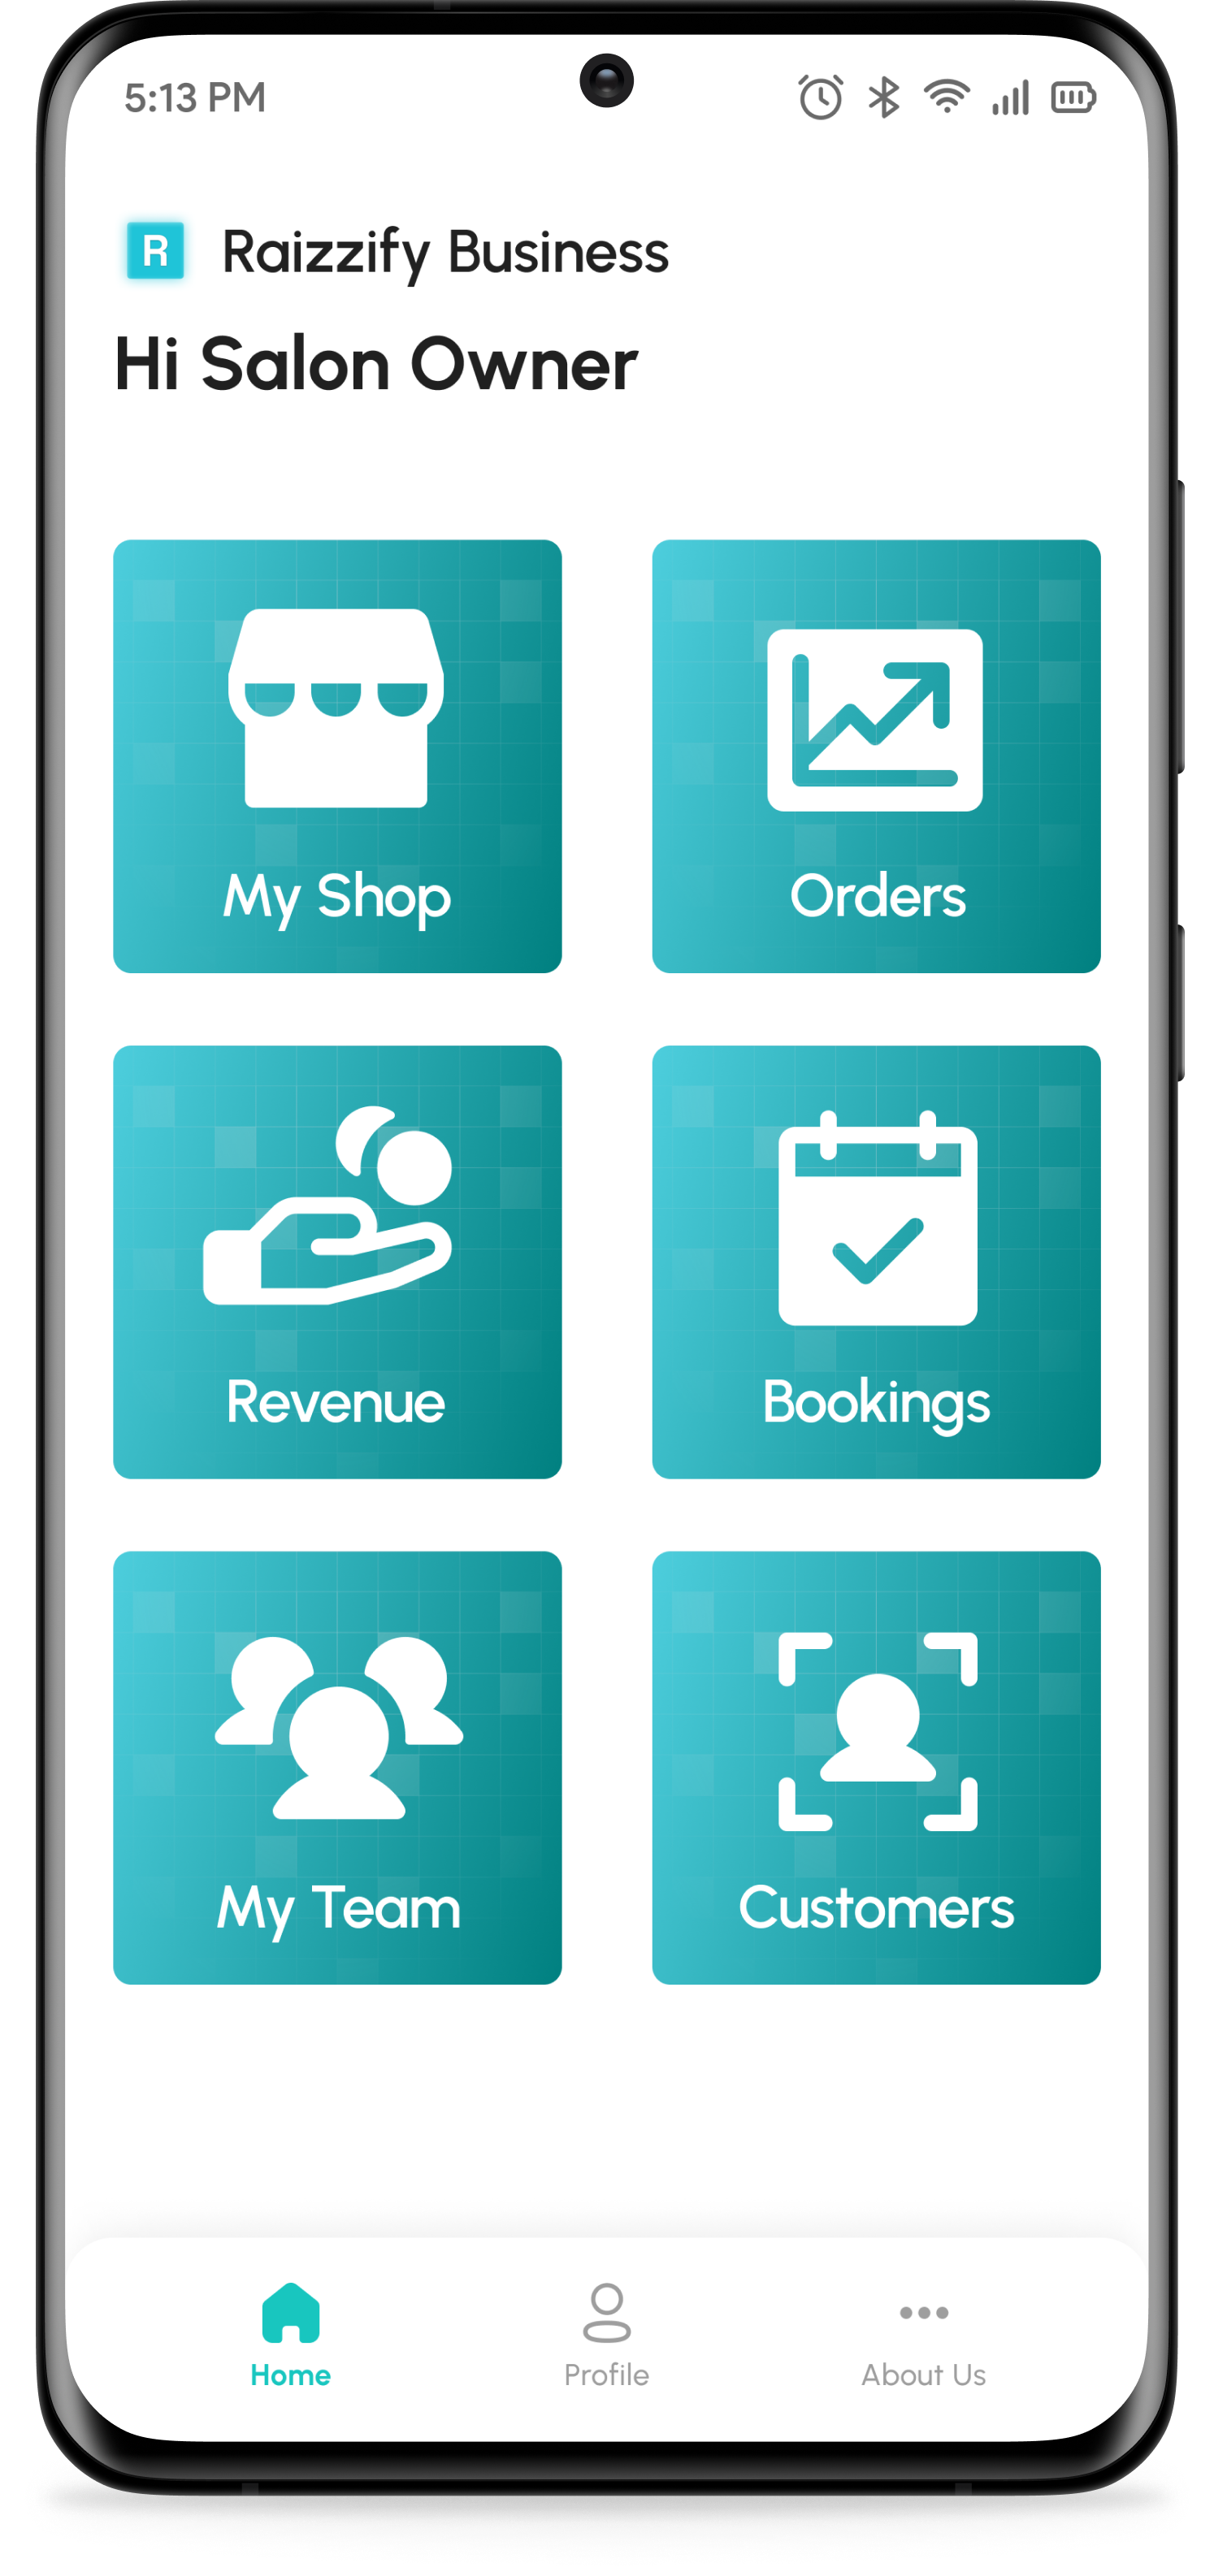 5:13 PM
R Raizzify Business
Hi Salon Owner
My Shop
Orders
Revenue
Bookings
My Team
Customers
Home
Profile
About Us